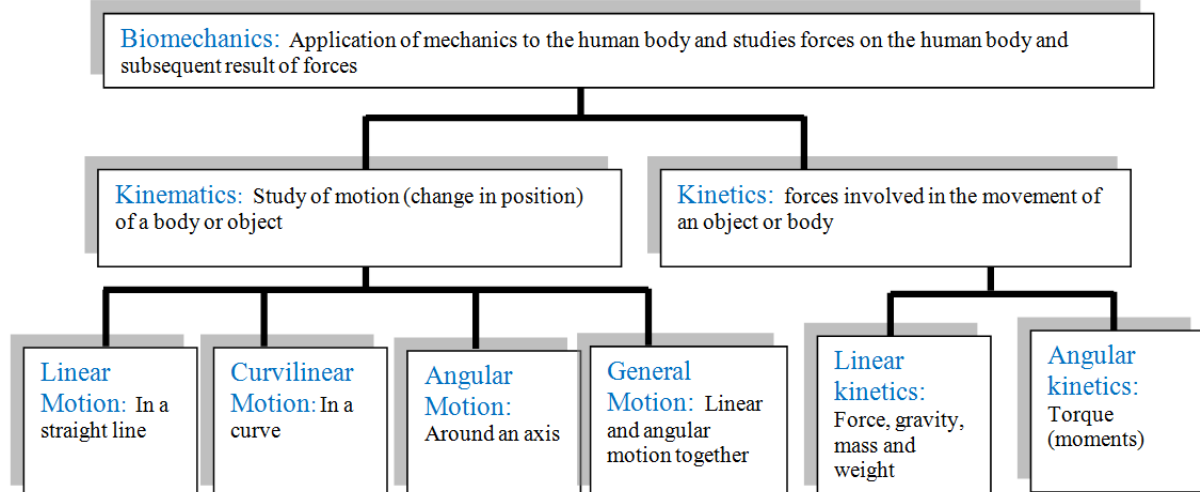 Biomechanics: Application of mechanics to the human body and studies forces on the human body and
subsequent result of forces
Kinematics: Study of motion (change in position)
of a body or object
Kinetics: forces involved in the movement of
an object or body
Linear
Motion: In a
straight line
Curvilinear
Motion: In a
curve
Angular
Motion:
Around an axis
General
Motion: Linear
and angular
motion together
Linear
kinetics:
Force, gravity,
mass and
weight
Angular
kinetics:
Torque
(moments)